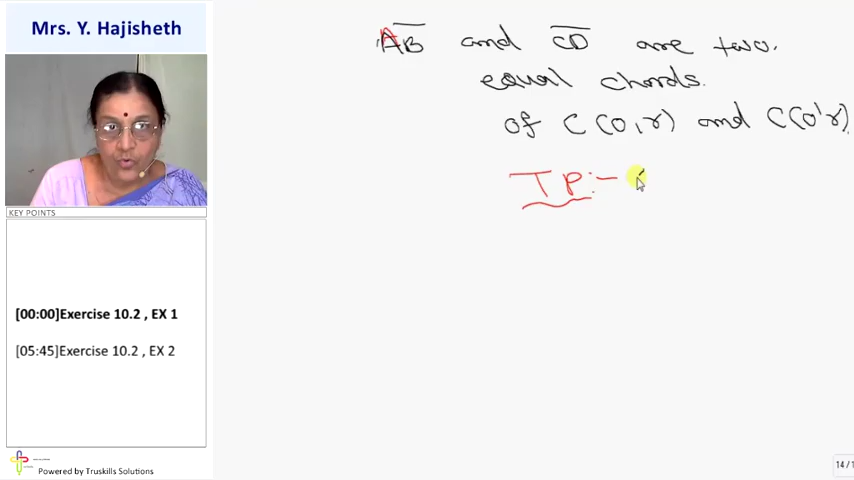 Mrs. Y. Hajisheth
AB and CD are two
equal chords.
of C(O,r) and C(O'r)
TP:-
KEY POINTS
[00:00]Exercise 10.2 , EX 1
[05:45]Exercise 10.2 , EX 2
Powered by Truskills Solutions
14/1